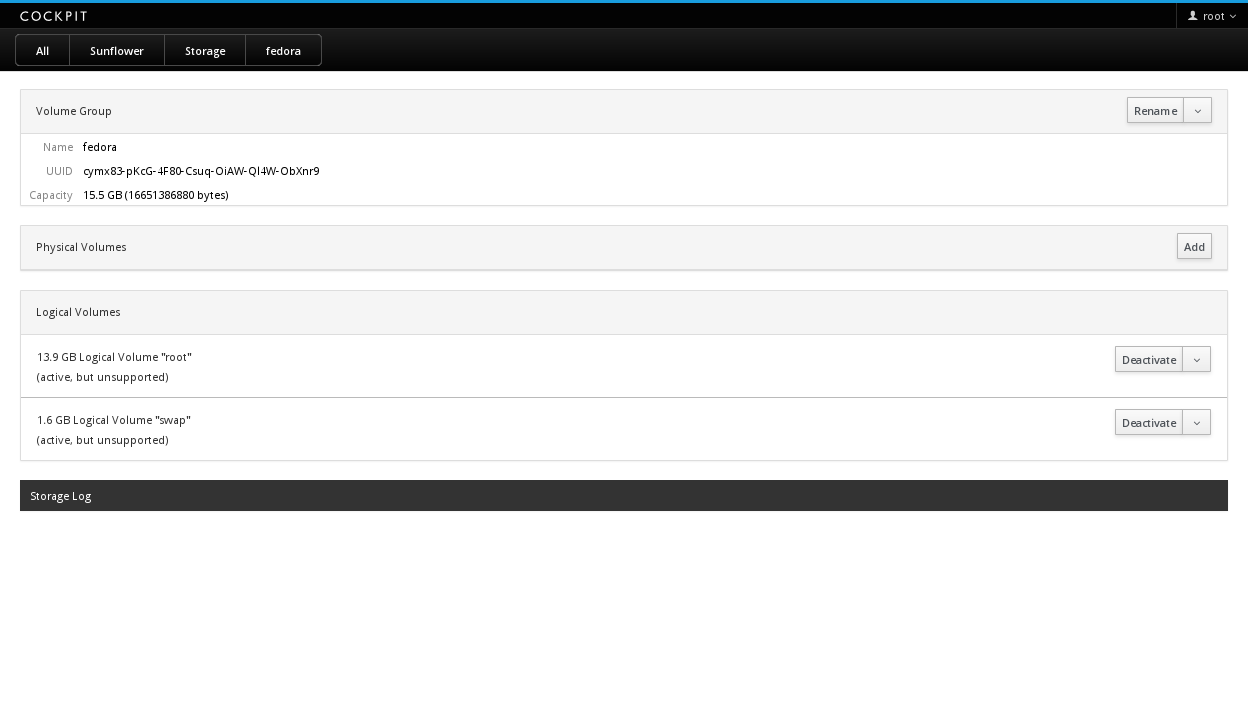 COCKPIT
root
All
Sunflower
Storage
fedora
Volume Group
Rename
Name fedora
UUID cymx83-pKcG-4F80-Csuq-OiAW-QI4W-ObXnr9
Capacity 15.5 GB (16651386880 bytes)
Physical Volumes
Add
Logical Volumes
13.9 GB Logical Volume "root"
(active, but unsupported)
Deactivate
1.6 GB Logical Volume "swap"
(active, but unsupported)
Deactivate
Storage Log